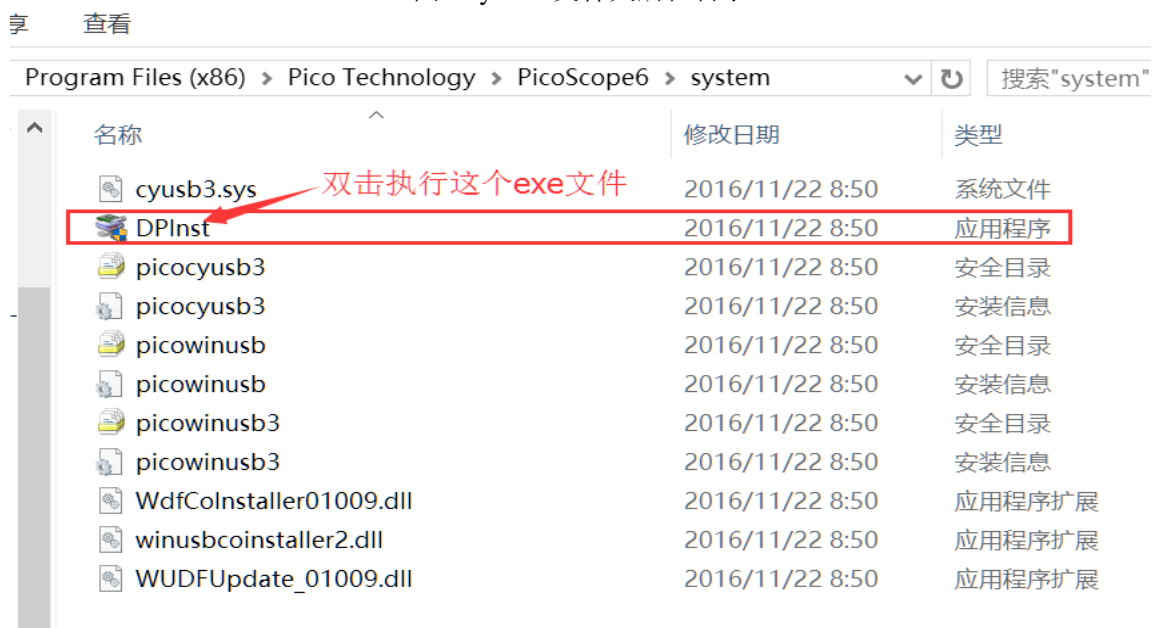 享 查看
Program Files (x86) > Pico Technology > PicoScope6 > system 搜索"system"
名称 修改日期 类型
双击执行这个exe文件
cyusb3.sys 2016/11/22 8:50 系统文件
DPInst 2016/11/22 8:50 应用程序
picocyusb3 2016/11/22 8:50 安全目录
picocyusb3 2016/11/22 8:50 安装信息
picowinusb 2016/11/22 8:50 安全目录
picowinusb 2016/11/22 8:50 安装信息
picowinusb3 2016/11/22 8:50 安全目录
picowinusb3 2016/11/22 8:50 安装信息
WdfCoInstaller01009.dll 2016/11/22 8:50 应用程序扩展
winusbcoinstaller2.dll 2016/11/22 8:50 应用程序扩展
WUDFUpdate_01009.dll 2016/11/22 8:50 应用程序扩展